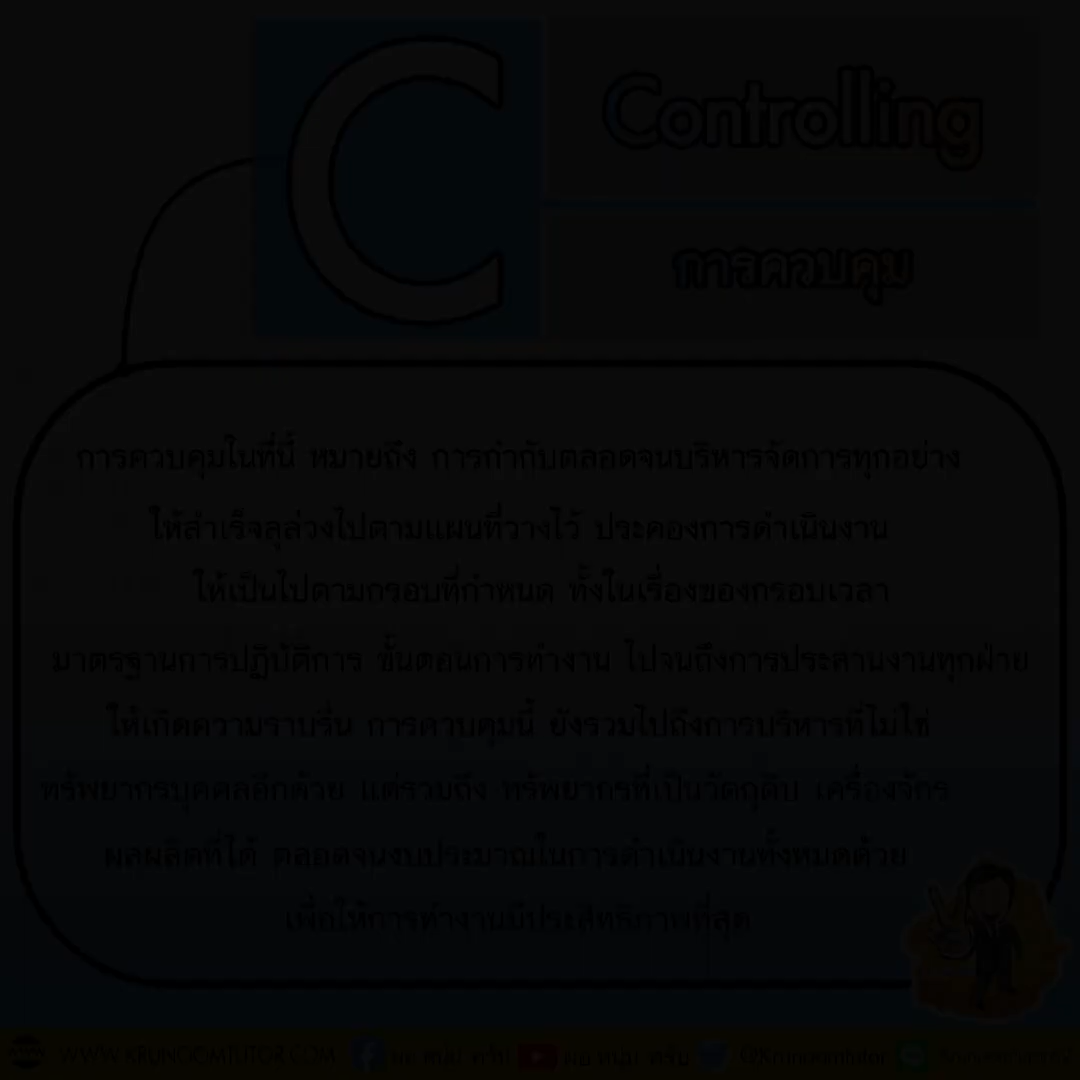 C
Controlling
การควบคุม
การควบคุมในที่นี้ หมายถึง การกำกับตลอดจนบริหารจัดการทุกอย่าง
ให้สำเร็จลุล่วงไปตามแผนที่วางไว้ ประคองการดำเนินงาน
ให้เป็นไปตามกรอบที่กำหนด ทั้งในเรื่องของกรอบเวลา
มาตรฐานการปฏิบัติการ ขั้นตอนการทำงาน ไปจนถึงการประสานงานทุกฝ่าย
ให้เกิดความราบรื่น การควบคุมนี้ ยังรวมไปถึงการบริหารที่ไม่ใช่
ทรัพยากรบุคคลอีกด้วย แต่รวมถึง ทรัพยากรที่เป็นวัตถุดิบ เครื่องจักร
ผลผลิตที่ได้ ตลอดจนงบประมาณในการดำเนินงานทั้งหมดด้วย
เพื่อให้การทำงานมีประสิทธิภาพที่สุด
WWW.KRUNOOMTUTOR.COM @Krunoomtutor